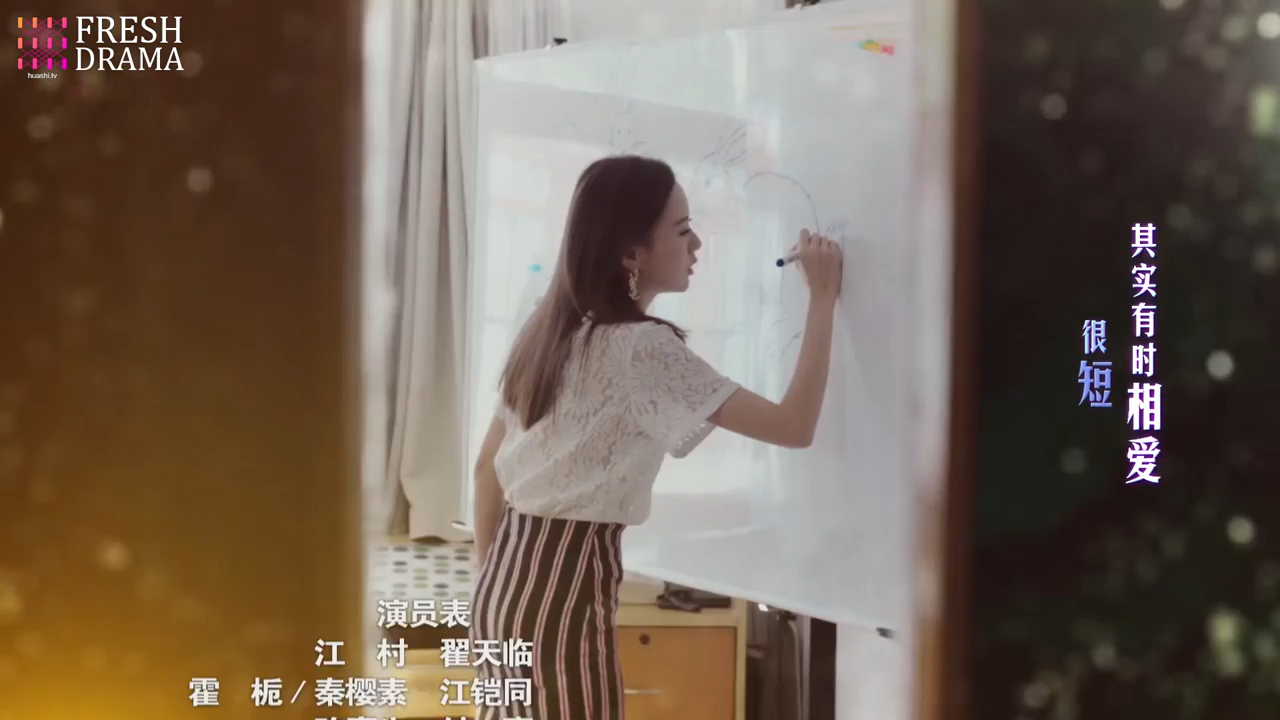 FRESH
DRAMA
huashi.tv
其实有时相爱
很短
演员表
江 村 翟天临
霍 栀/秦樱素 江铠同